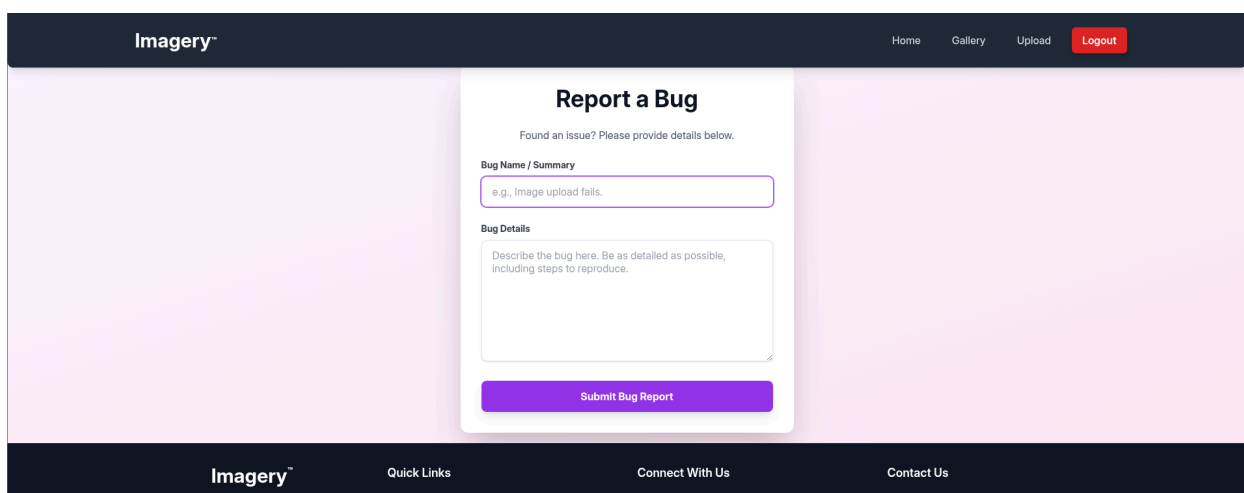 Imagery™
Home Gallery Upload Logout
Report a Bug
Found an issue? Please provide details below.
Bug Name / Summary
e.g., Image upload fails.
Bug Details
Describe the bug here. Be as detailed as possible,
including steps to reproduce.
Submit Bug Report
Imagery™ Quick Links Connect With Us Contact Us